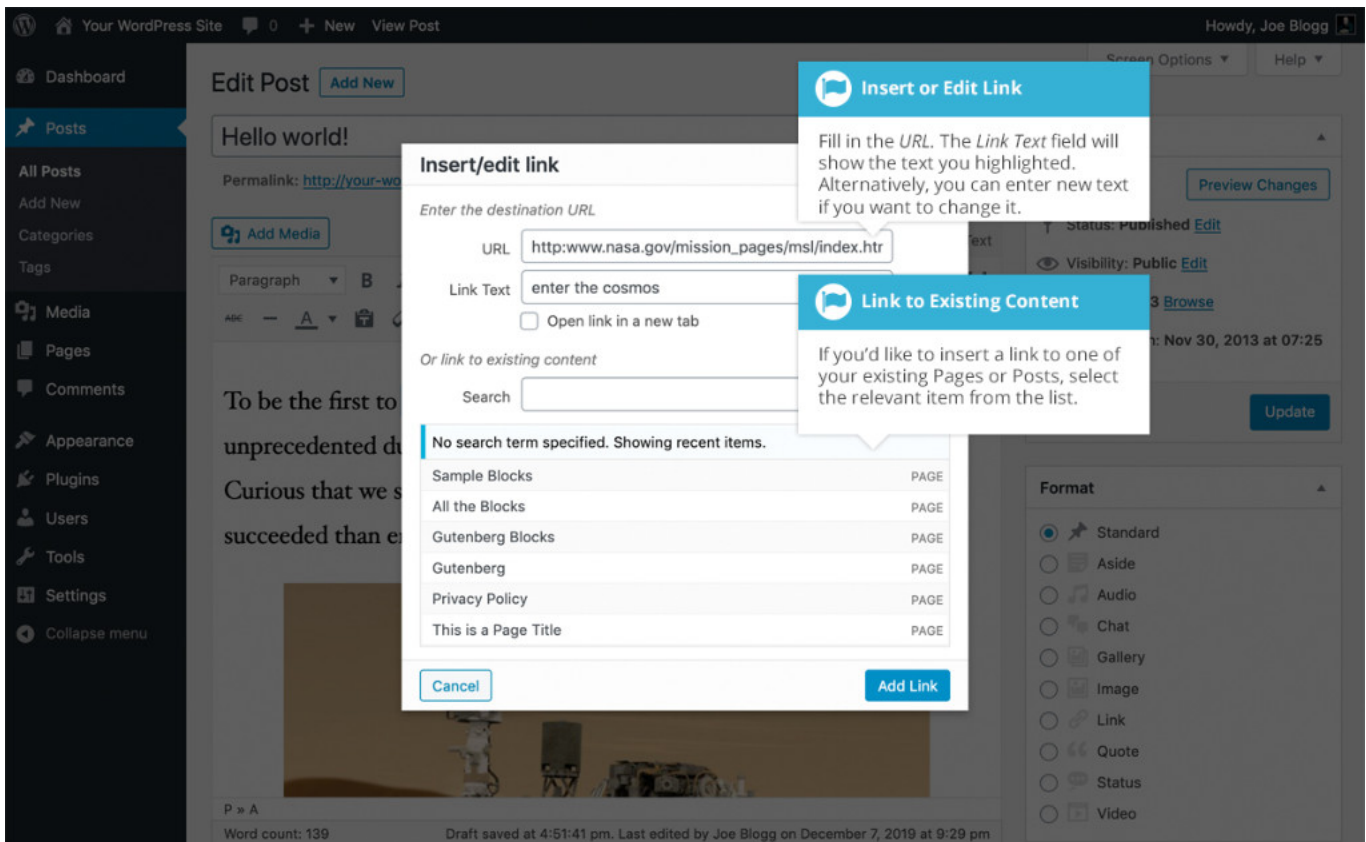 Your WordPress Site 0 + New View Post
Howdy, Joe Blogg
Dashboard
Posts
All Posts
Add New
Categories
Tags
Media
Pages
Comments
Appearance
Plugins
Users
Tools
Settings
Collapse menu
Screen Options Help
Edit Post Add New
Hello world!
Permalink: http://your-wo
Add Media
Paragraph B
ABC A
To be the first to
unprecedented du
Curious that we s
succeeded than e
P » A
Word count: 139
Draft saved at 4:51:41 pm. Last edited by Joe Blogg on December 7, 2019 at 9:29 pm
Insert/edit link
Enter the destination URL
URL http:www.nasa.gov/mission_pages/msl/index.htr
Link Text enter the cosmos
Open link in a new tab
Or link to existing content
Search
No search term specified. Showing recent items.
Sample Blocks PAGE
All the Blocks PAGE
Gutenberg Blocks PAGE
Gutenberg PAGE
Privacy Policy PAGE
This is a Page Title PAGE
Cancel Add Link
Insert or Edit Link
Fill in the URL. The Link Text field will
show the text you highlighted.
Alternatively, you can enter new text
if you want to change it.
Link to Existing Content
If you’d like to insert a link to one of
your existing Pages or Posts, select
the relevant item from the list.
Preview Changes
Status: Published Edit
Visibility: Public Edit
3 Browse
Nov 30, 2013 at 07:25
Update
Format
Standard
Aside
Audio
Chat
Gallery
Image
Link
Quote
Status
Video